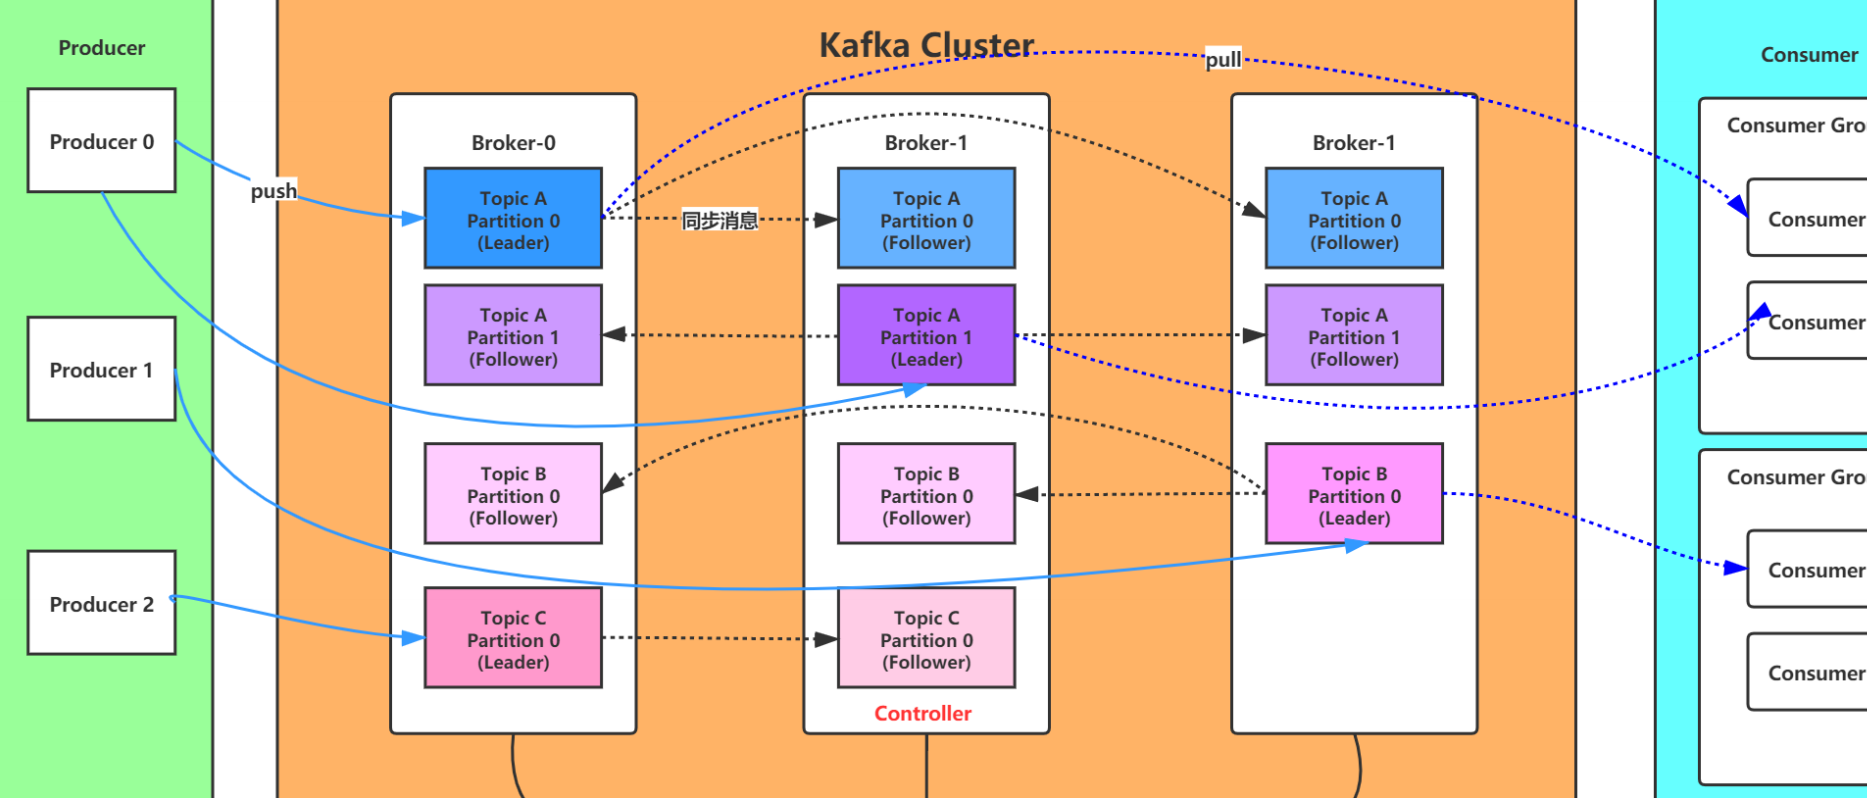 Producer
Producer 0
Producer 1
Producer 2
push
Kafka Cluster
pull
Broker-0
Topic A
Partition 0
(Leader)
Topic A
Partition 1
(Follower)
Topic B
Partition 0
(Follower)
Topic C
Partition 0
(Leader)
同步消息
Broker-1
Topic A
Partition 0
(Follower)
Topic A
Partition 1
(Leader)
Topic B
Partition 0
(Follower)
Topic C
Partition 0
(Follower)
Controller
Broker-1
Topic A
Partition 0
(Follower)
Topic A
Partition 1
(Follower)
Topic B
Partition 0
(Leader)
Consumer
Consumer Gro
Consumer
Consumer
Consumer Gro
Consumer
Consumer